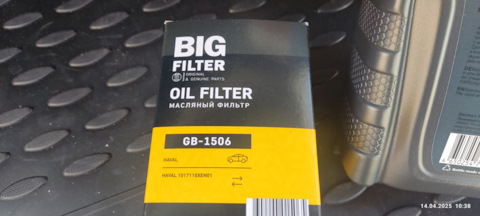 BIG
FILTER
ORIGINAL
& GENUINE PARTS
OIL FILTER
МАСЛЯНЫЙ ФИЛЬТР
GB-1506
HAVAL
HAVAL 1017110XEN01
14.04.2025 10:38